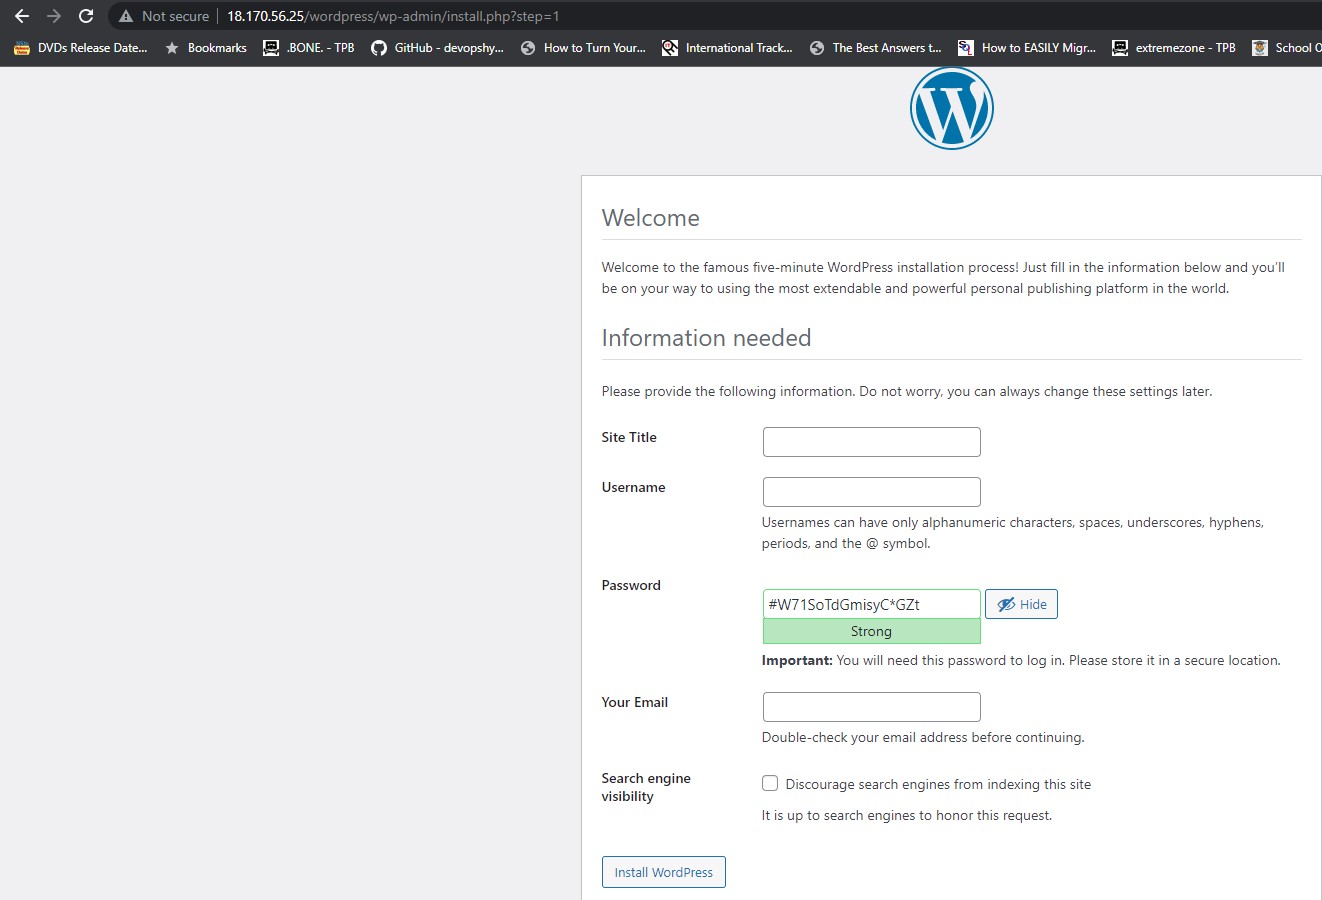 Not secure 18.170.56.25/wordpress/wp-admin/install.php?step=1
DVDs Release Date... Bookmarks .BONE. - TPB GitHub - devopshy... How to Turn Your... International Track... The Best Answers t... How to EASILY Migr... extremezone - TPB School O
Welcome
Welcome to the famous five-minute WordPress installation process! Just fill in the information below and you'll
be on your way to using the most extendable and powerful personal publishing platform in the world.
Information needed
Please provide the following information. Do not worry, you can always change these settings later.
Site Title
Username
Usernames can have only alphanumeric characters, spaces, underscores, hyphens,
periods, and the @ symbol.
Password
#W71SoTdGmisyC*GZt
Hide
Strong
Important: You will need this password to log in. Please store it in a secure location.
Your Email
Double-check your email address before continuing.
Search engine
visibility
Discourage search engines from indexing this site
It is up to search engines to honor this request.
Install WordPress